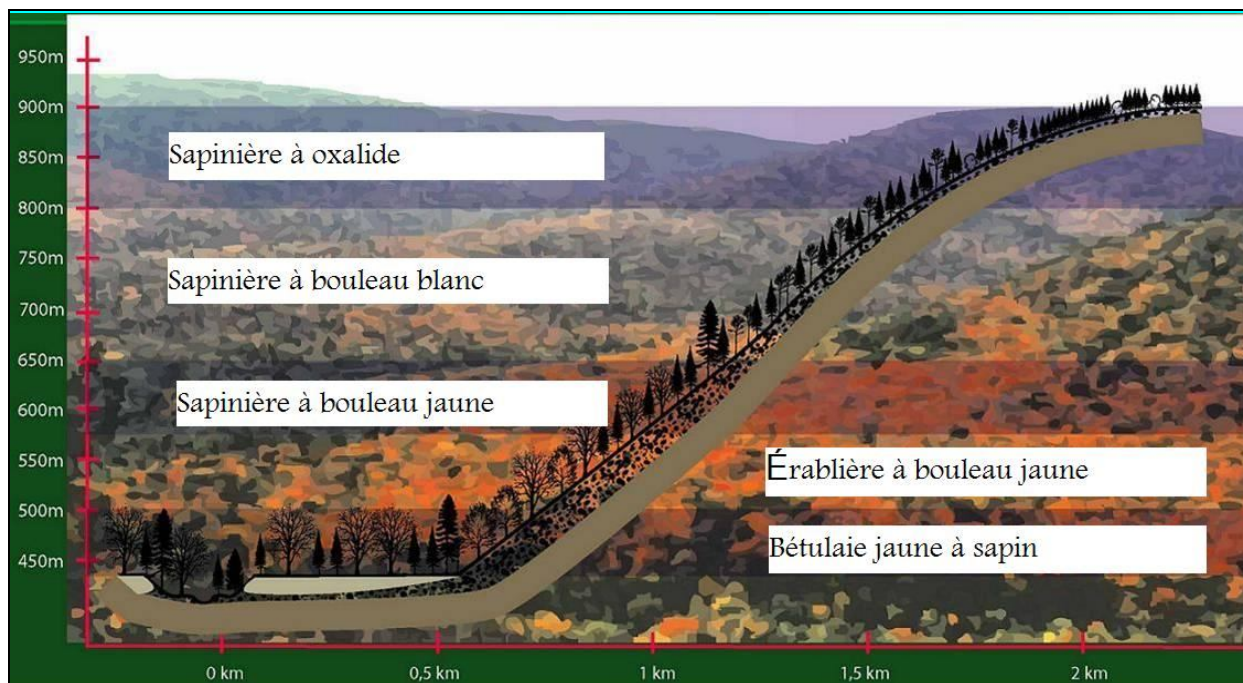 950m
900m
850m
800m
750m
700m
650m
600m
550m
500m
450m
Sapinière à oxalide
Sapinière à bouleau blanc
Sapinière à bouleau jaune
Érablière à bouleau jaune
Bétulaie jaune à sapin
0 km
0,5 km
1 km
1,5 km
2 km